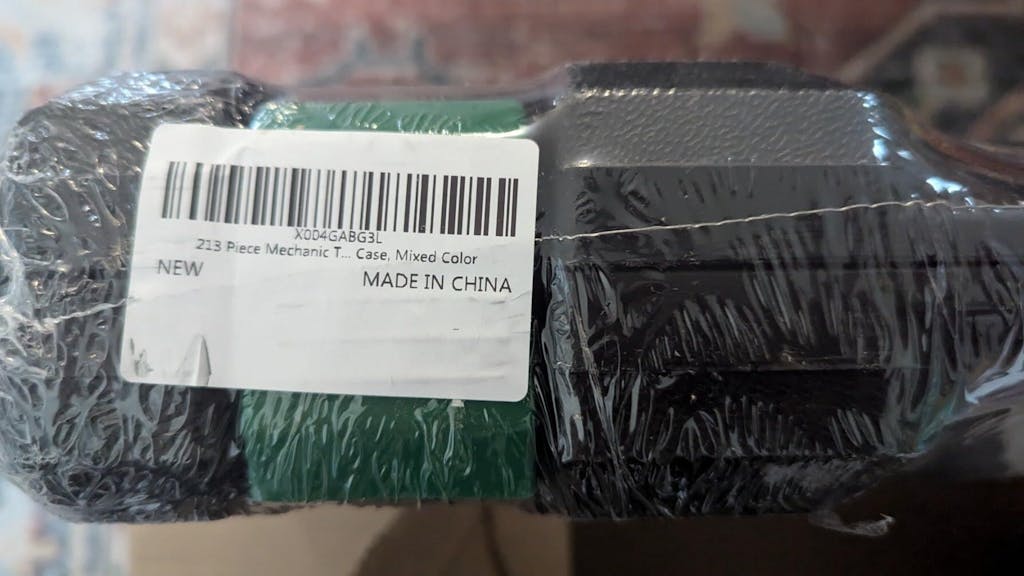 X004GABG3L
213 Piece Mechanic T... Case, Mixed Color
NEW
MADE IN CHINA